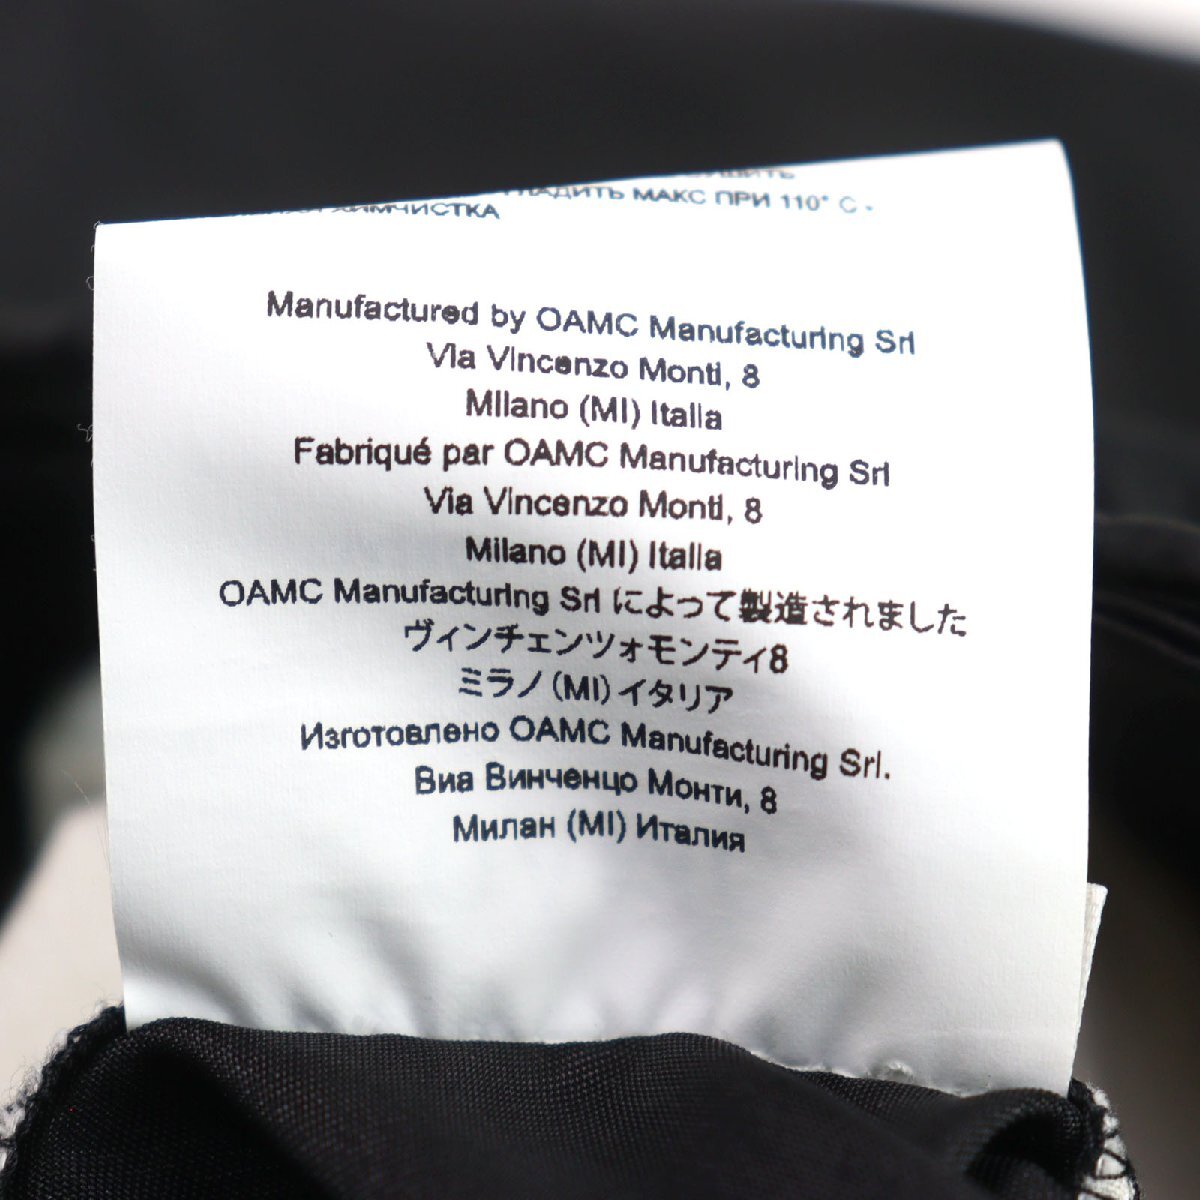 ГЛАДИТЬ МАКС ПРИ 110° C -
ХИМЧИСТКА
Manufactured by OAMC Manufacturing Srl
Via Vincenzo Monti, 8
Milano (MI) Italia
Fabriqué par OAMC Manufacturing Srl
Via Vincenzo Monti, 8
Milano (MI) Italia
OAMC Manufacturing Srl によって製造されました
ヴィンチェンツォモンティ8
ミラノ(MI)イタリア
Изготовлено OAMC Manufacturing Srl.
Виа Винченцо Монти, 8
Милан (MI) Италия